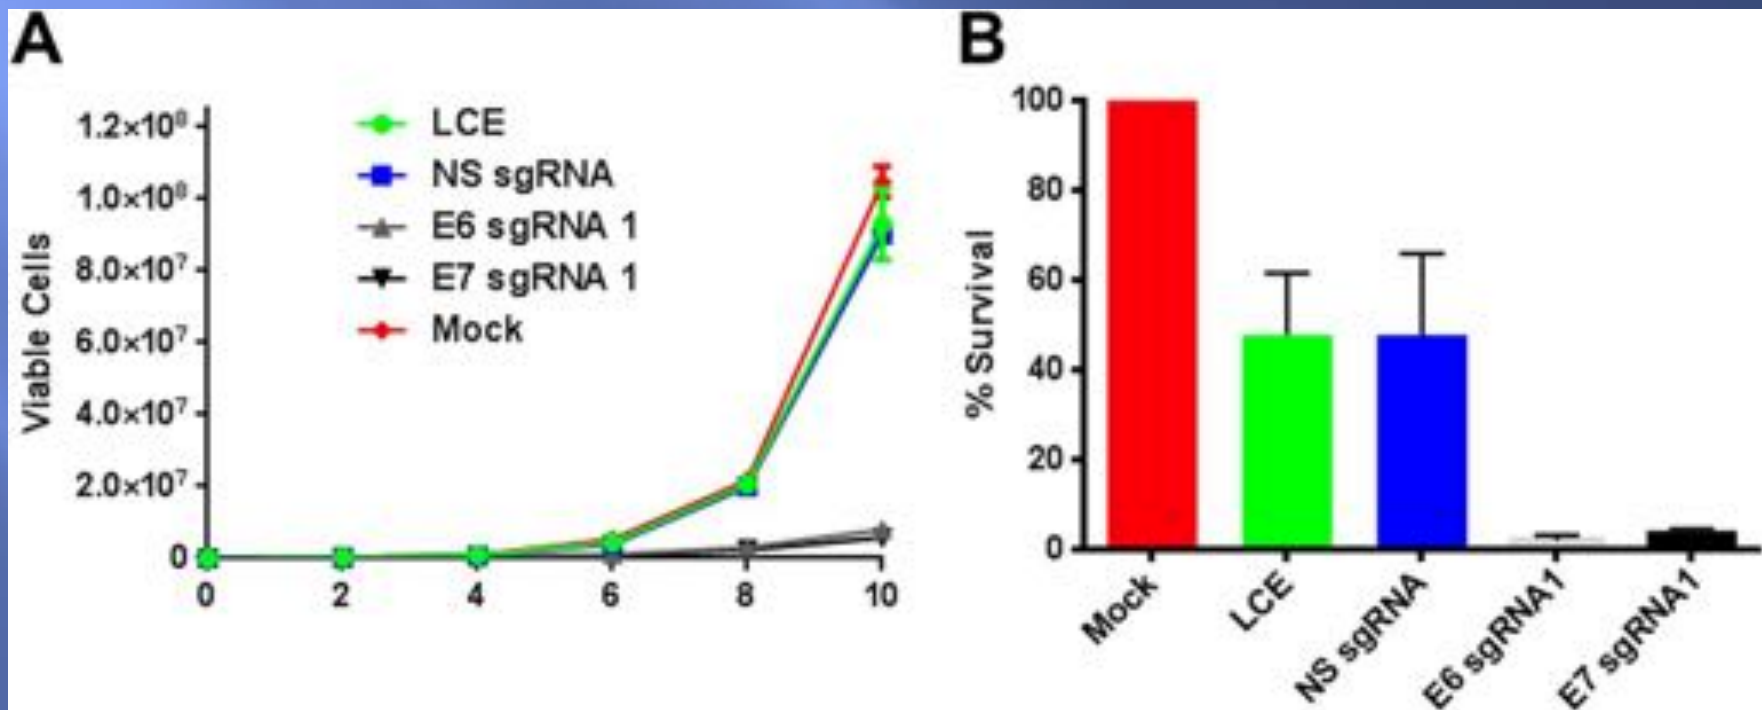 A
B
Viable Cells
1.2×10⁸
1.0×10⁸
8.0×10⁷
6.0×10⁷
4.0×10⁷
2.0×10⁷
0
0 2 4 6 8 10
LCE
NS sgRNA
E6 sgRNA 1
E7 sgRNA 1
Mock
% Survival
100
80
60
40
20
0
Mock
LCE
NS sgRNA
E6 sgRNA1
E7 sgRNA1